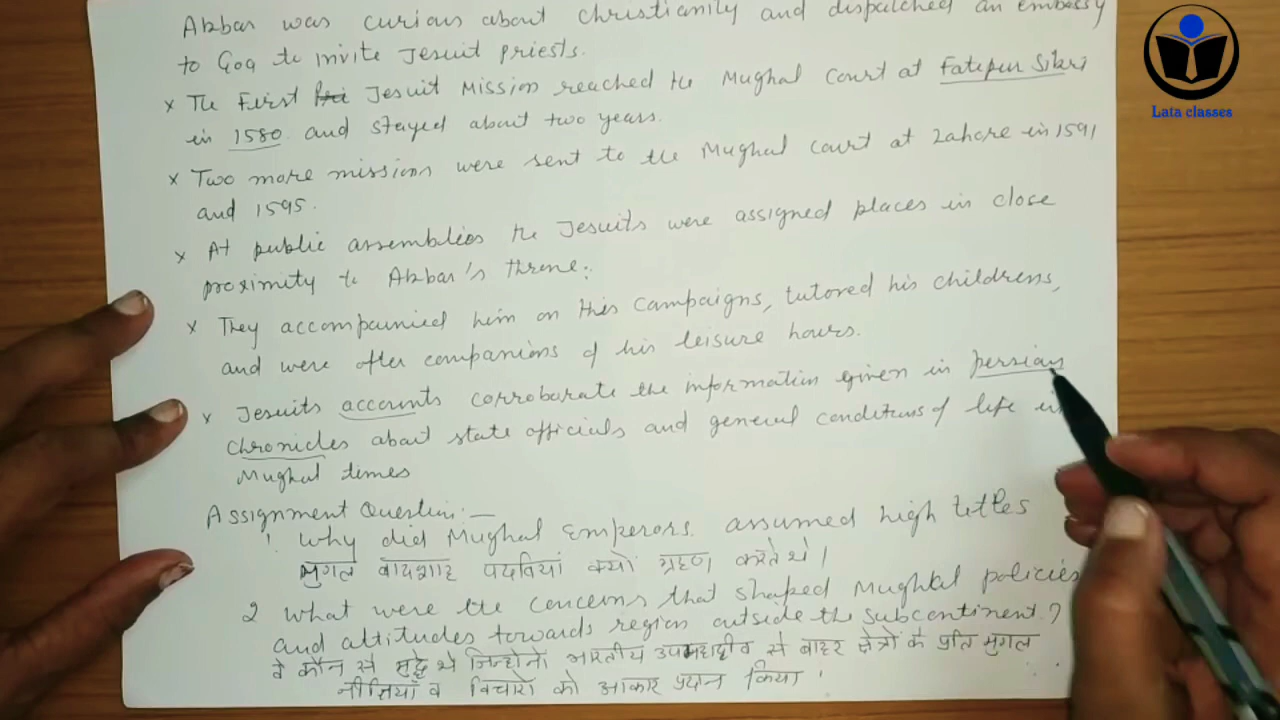 Akbar was curious about christianity and dispatched an embassy
to Goa to invite Jesuit priests.
x The First Jesuit Mission reached the Mughal Court at Fatepur Sikri
in 1580 and stayed about two years.
x Two more mission were sent to the Mughal court at Lahore in 1591
and 1595.
x At public assemblies the Jesuits were assigned places in close
proximity to Akbar's throne.
x They accompanied him on his campaigns, tutored his childrens,
and were often companions of his leisure hours.
x Jesuits accounts corroborate the information given in persian
chronicles about state officials and general conditions of life in
Mughal times
Assignment Question:—
1. Why did Mughal Emperors assumed high tittles
मुगल बादशाह पदवियां क्यों ग्रहण करते थे।
2 What were the concerns that shaped Mughal policies
and attitudes towards region outside the subcontinent?
वे कौन से मुद्दे थे जिन्होंने भारतीय उपमहाद्वीप से बाहर क्षेत्रों के प्रति मुगल
नीतियों व विचारों को आकार प्रदान किया।
Lata classes